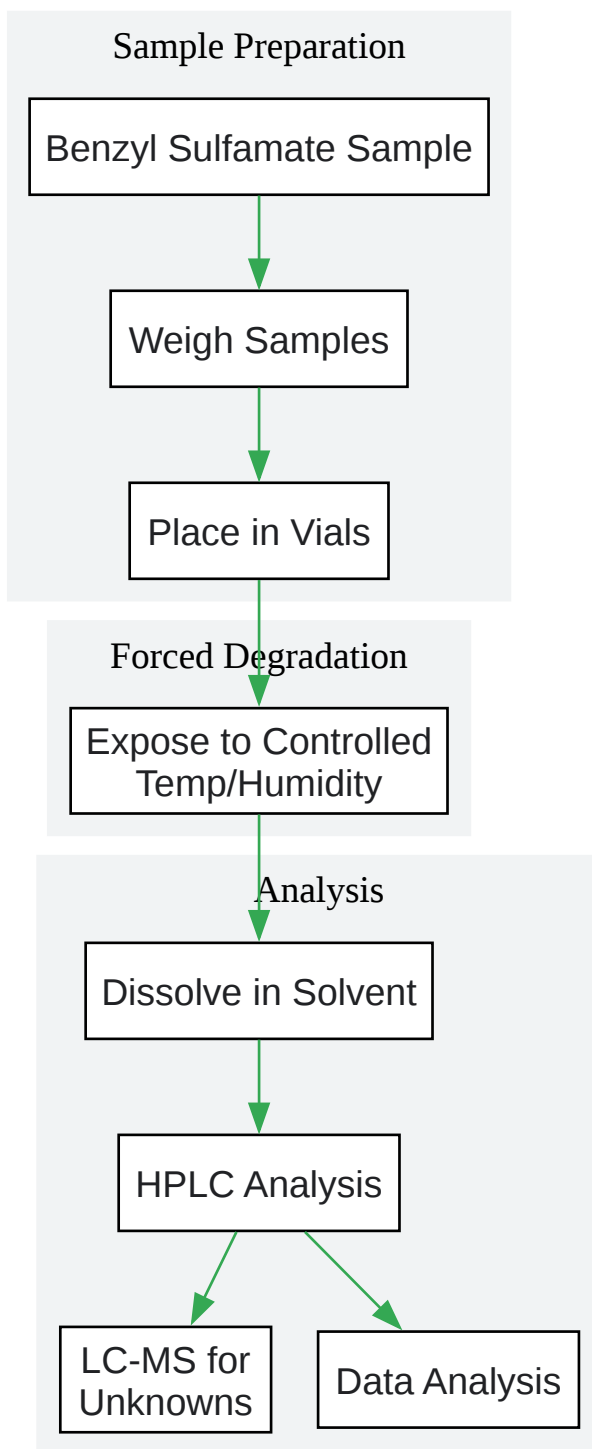 Sample Preparation
Benzyl Sulfamate Sample
Weigh Samples
Place in Vials
Forced Degradation
Expose to Controlled
Temp/Humidity
Analysis
Dissolve in Solvent
HPLC Analysis
LC-MS for
Unknowns
Data Analysis